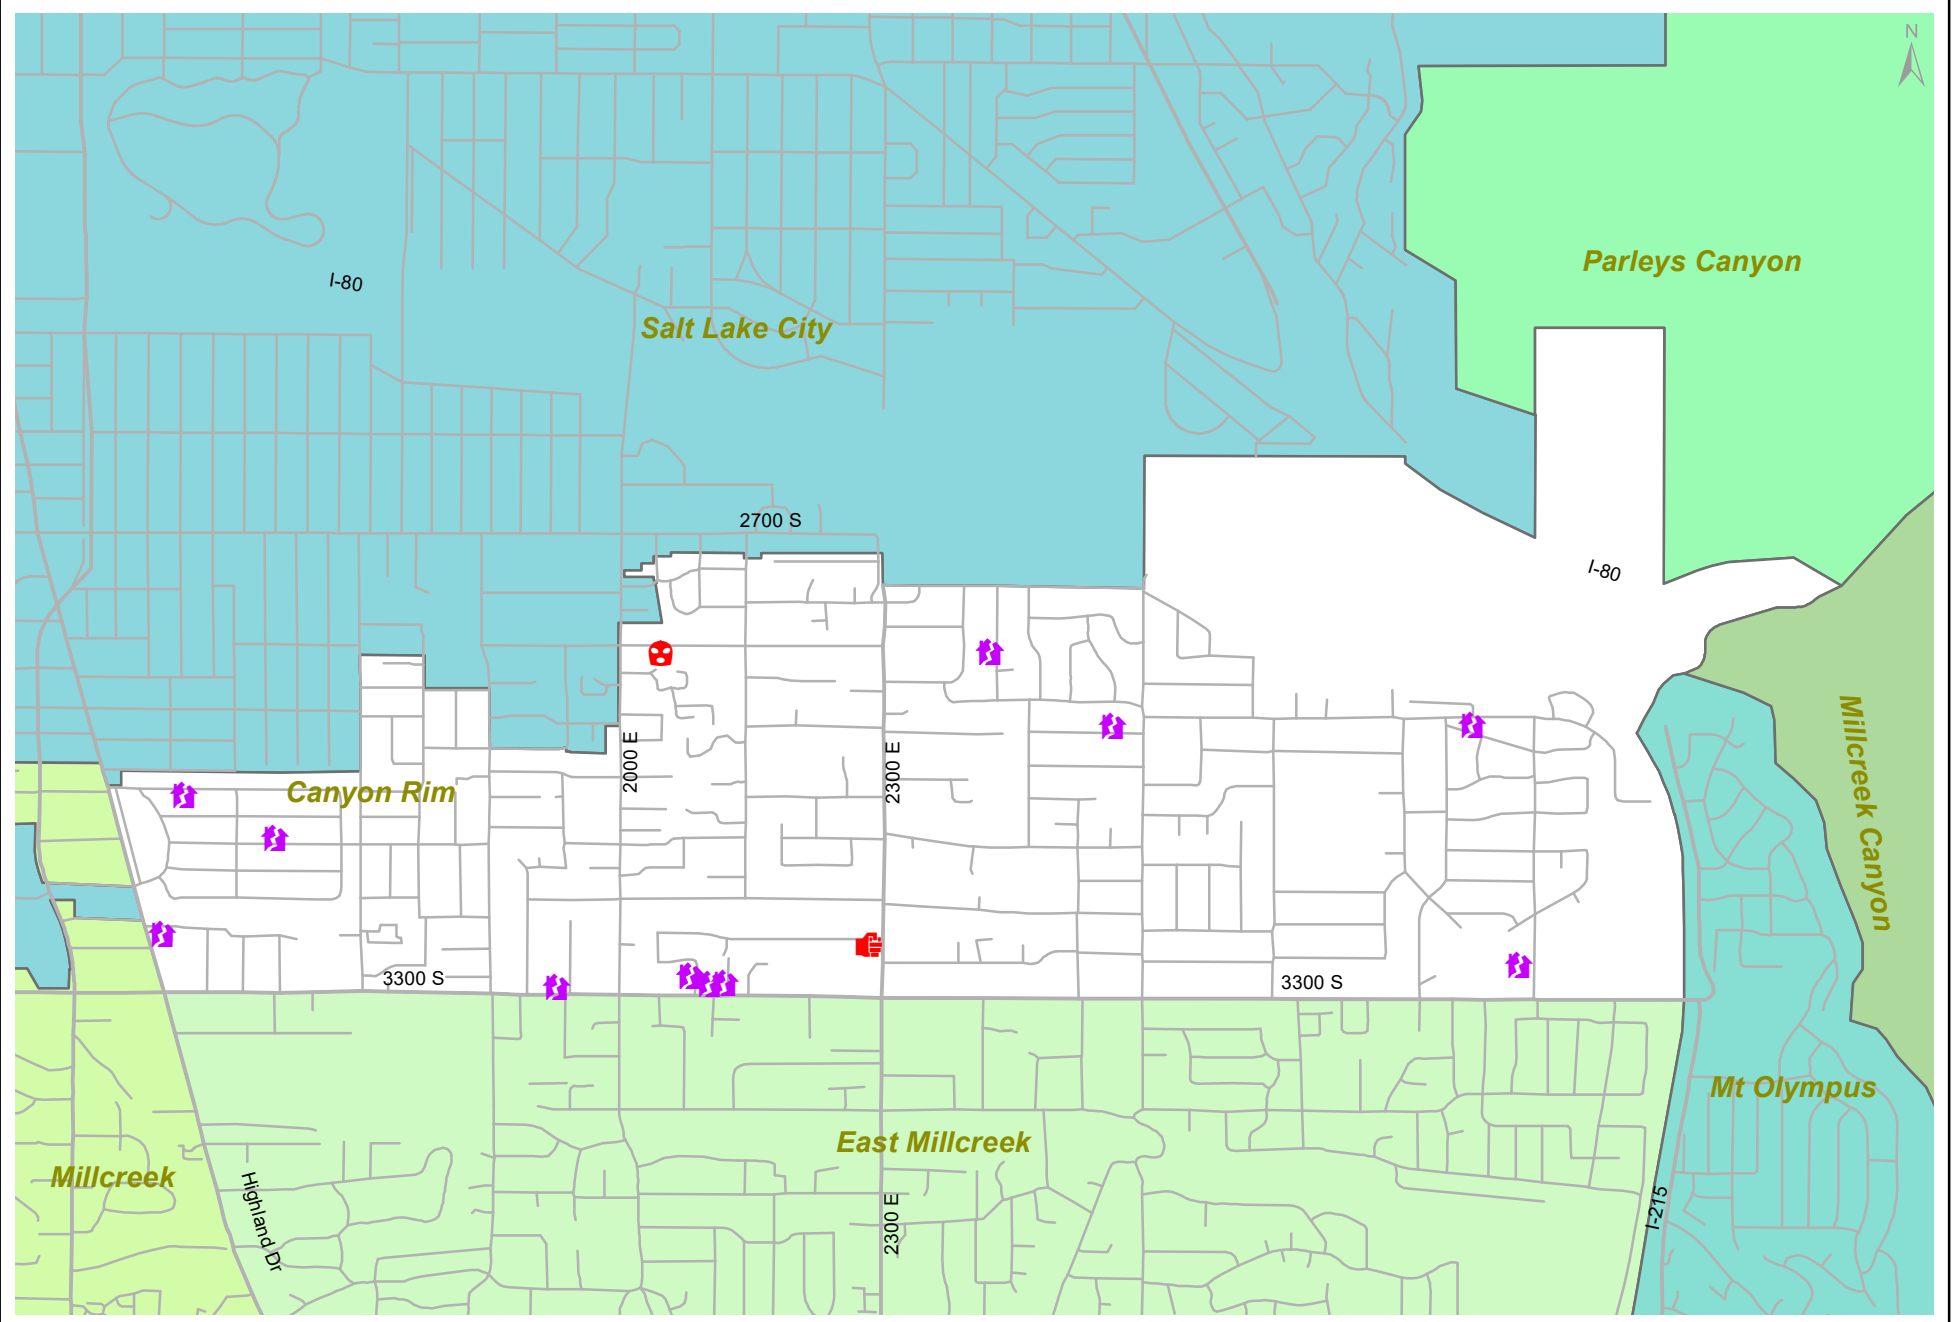 N
Parleys Canyon
I-80
Salt Lake City
2700 S
I-80
Millcreek Canyon
2000 E
2300 E
Canyon Rim
3300 S
3300 S
Mt Olympus
East Millcreek
Millcreek
Highland Dr
2300 E
I-215